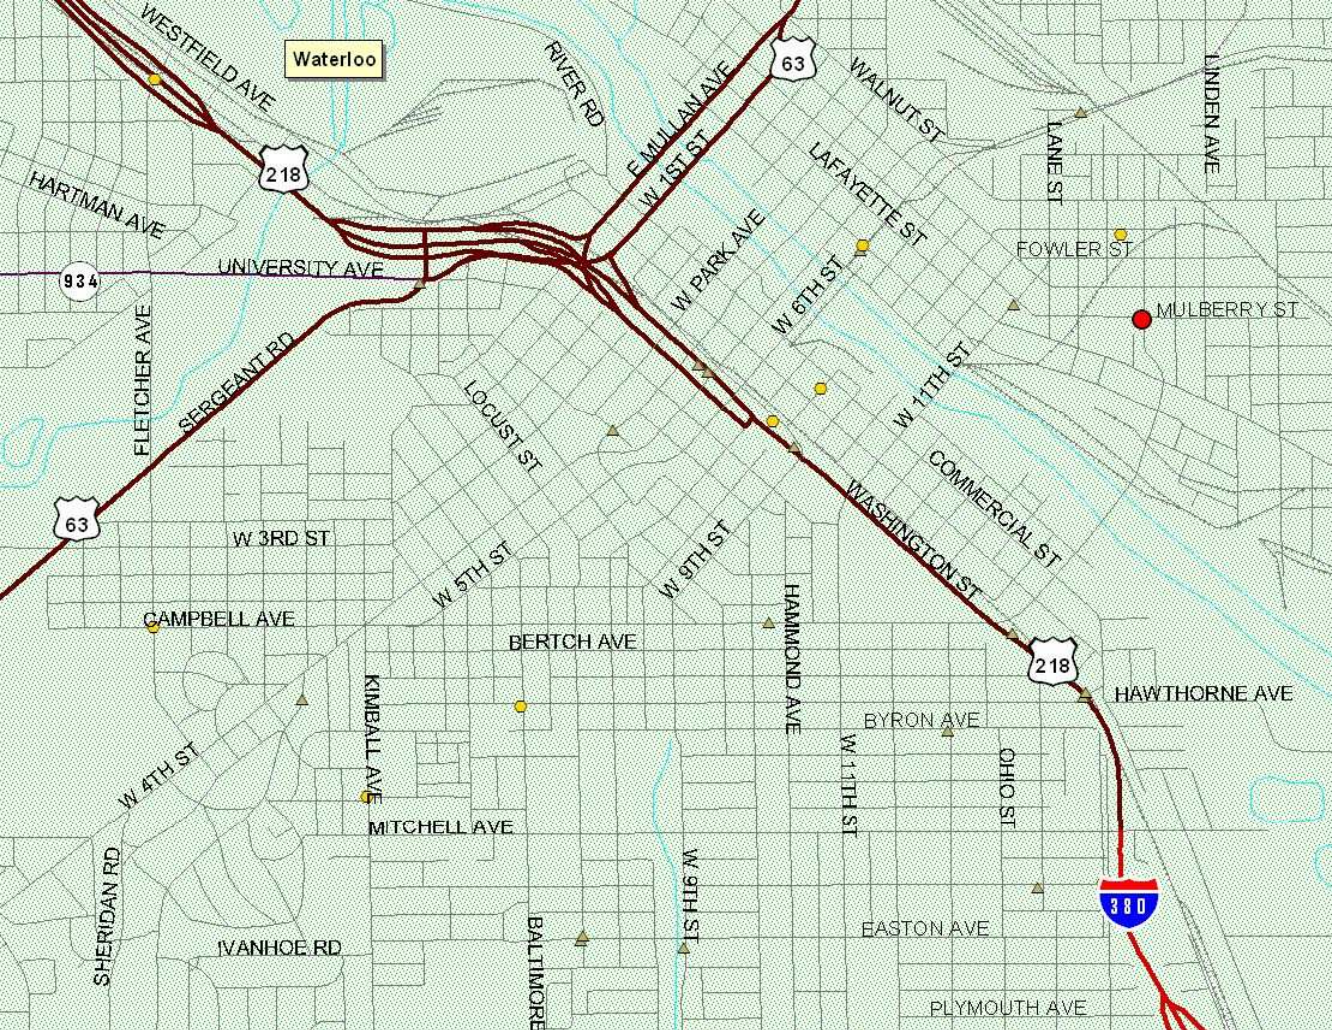 WESTFIELD AVE
Waterloo
RIVER RD
63
WALNUT ST
LINDEN AVE
E MULLAN AVE
W 1ST ST
LANE ST
218
LAFAYETTE ST
HARTMAN AVE
W PARK AVE
FOWLER ST
934
UNIVERSITY AVE
W 6TH ST
MULBERRY ST
FLETCHER AVE
SERGEANT RD
W 11TH ST
LOCUST ST
COMMERCIAL ST
63
W 3RD ST
WASHINGTON ST
W 5TH ST
W 9TH ST
CAMPBELL AVE
BERTCH AVE
HAMMOND AVE
218
HAWTHORNE AVE
KIMBALL AVE
BYRON AVE
W 4TH ST
W 11TH ST
OHIO ST
MITCHELL AVE
SHERIDAN RD
W 9TH ST
380
IVANHOE RD
BALTIMORE
EASTON AVE
PLYMOUTH AVE